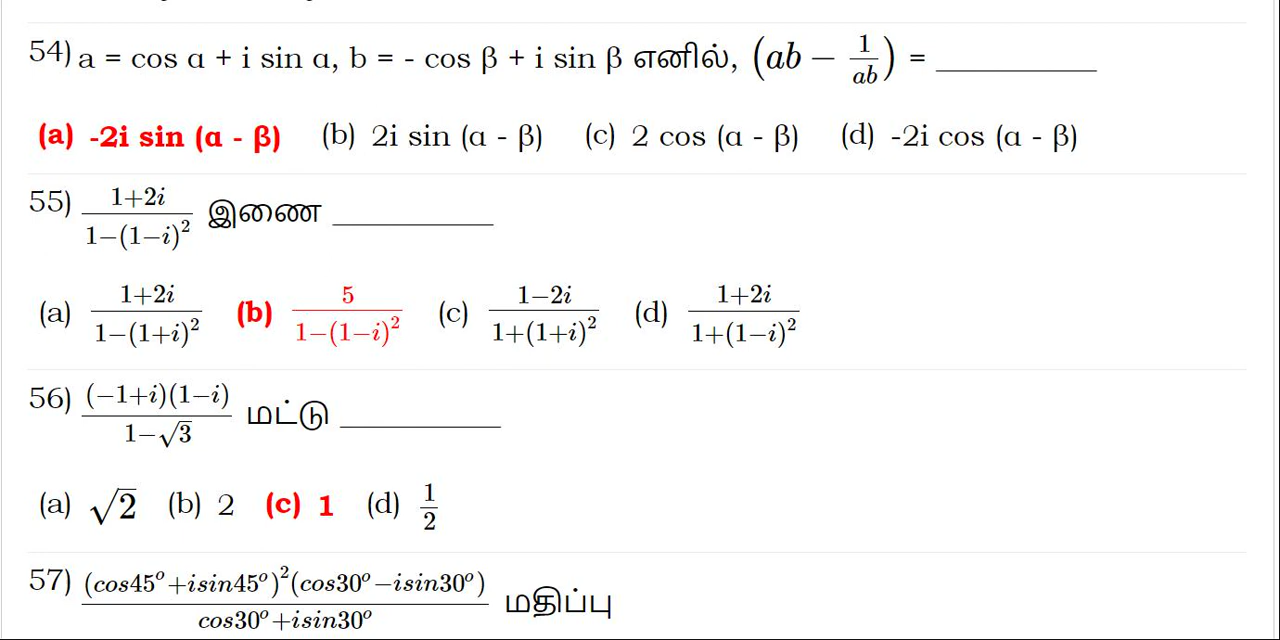 54) a = cos α + i sin α, b = - cos β + i sin β எனில், (ab − 1/ab) = ____________
(a) -2i sin (α - β) (b) 2i sin (α - β) (c) 2 cos (α - β) (d) -2i cos (α - β)
55) 1+2i/1−(1−i)² இணை ____________
(a) 1+2i/1−(1+i)² (b) 5/1−(1−i)² (c) 1−2i/1+(1+i)² (d) 1+2i/1+(1−i)²
56) (−1+i)(1−i)/1−√3 மட்டு ____________
(a) √2 (b) 2 (c) 1 (d) 1/2
57) (cos45° +isin45°)²(cos30° −isin30°)/cos30° +isin30° மதிப்பு